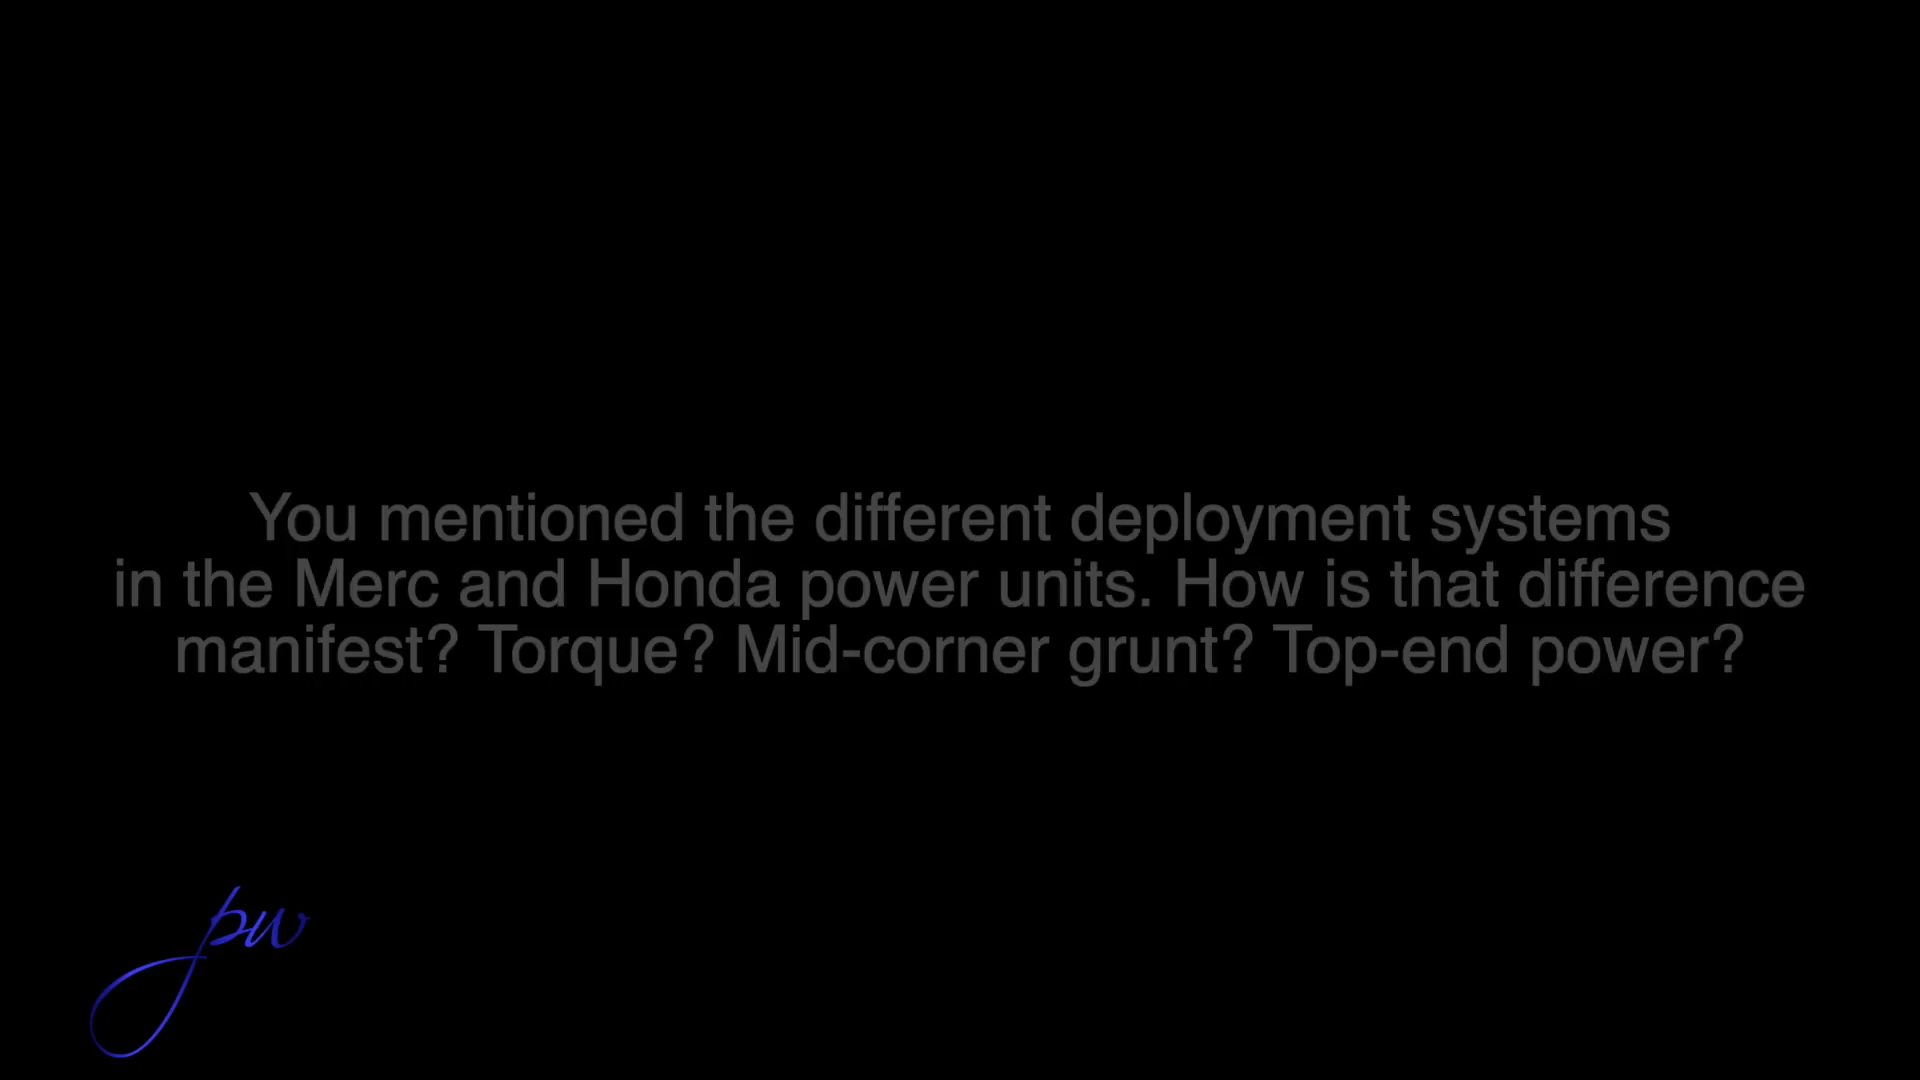 You mentioned the different deployment systems
in the Merc and Honda power units. How is that difference
manifest? Torque? Mid-corner grunt? Top-end power?
pw